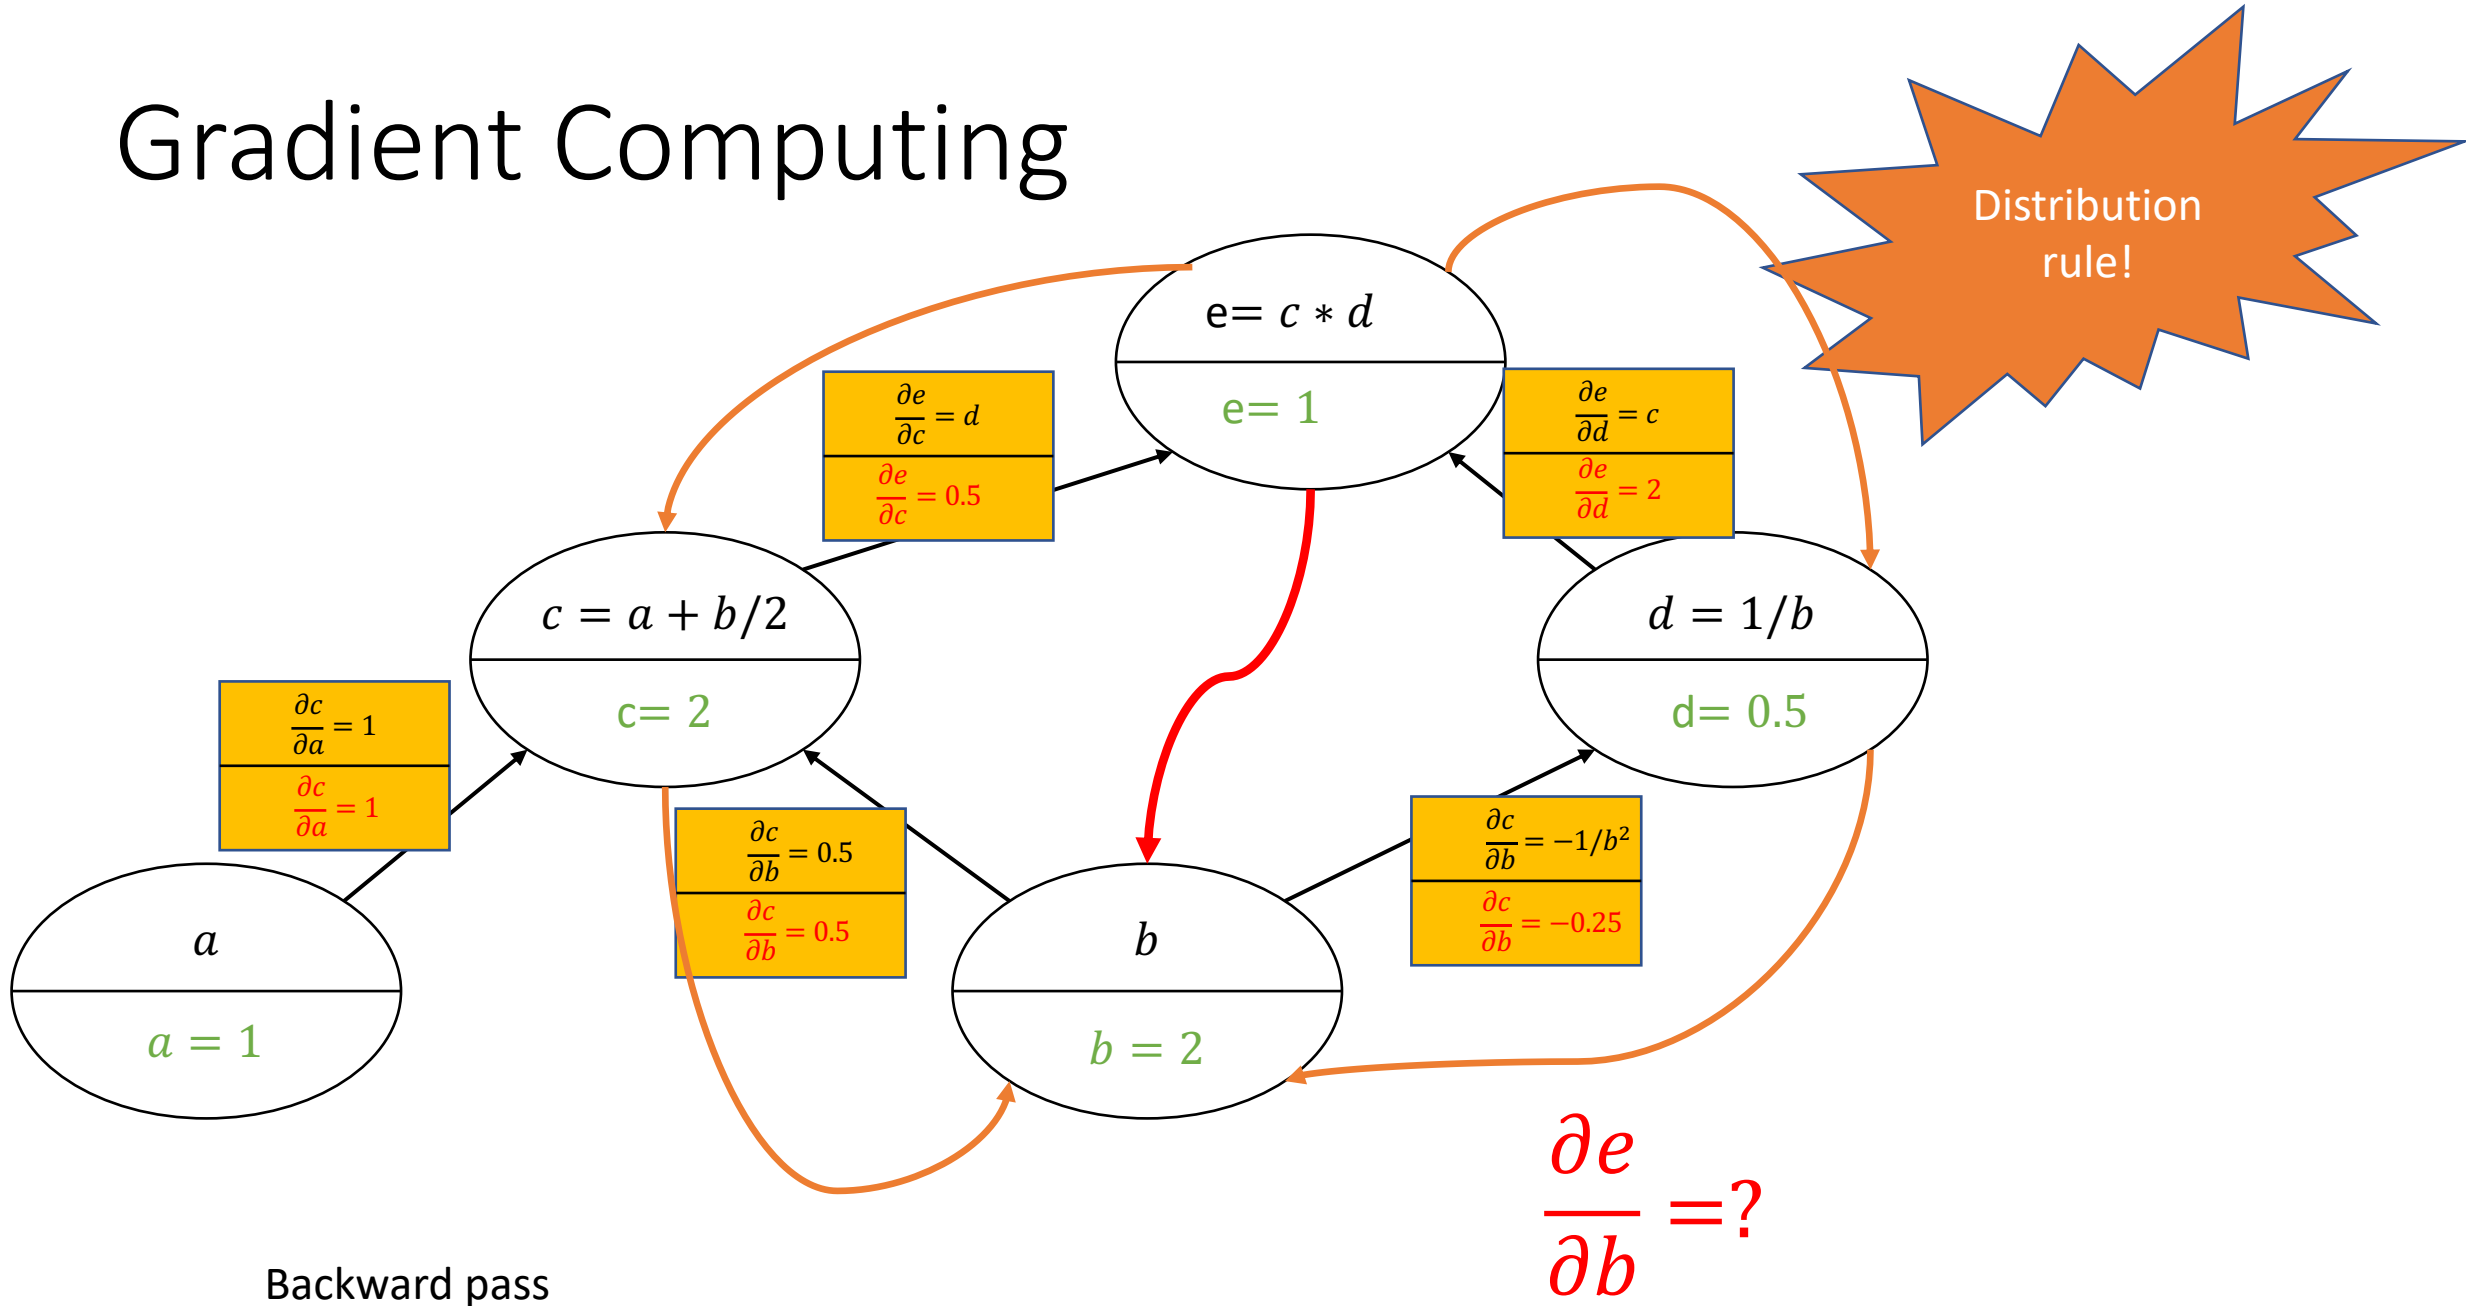 Gradient Computing
Distribution
rule!
e= c ∗ d
e= 1
∂e/∂c = d
∂e/∂c = 0.5
∂e/∂d = c
∂e/∂d = 2
c = a + b/2
c= 2
d = 1/b
d= 0.5
∂c/∂a = 1
∂c/∂a = 1
∂c/∂b = 0.5
∂c/∂b = 0.5
∂c/∂b = −1/b²
∂c/∂b = −0.25
a
a = 1
b
b = 2
∂e/∂b =?
Backward pass